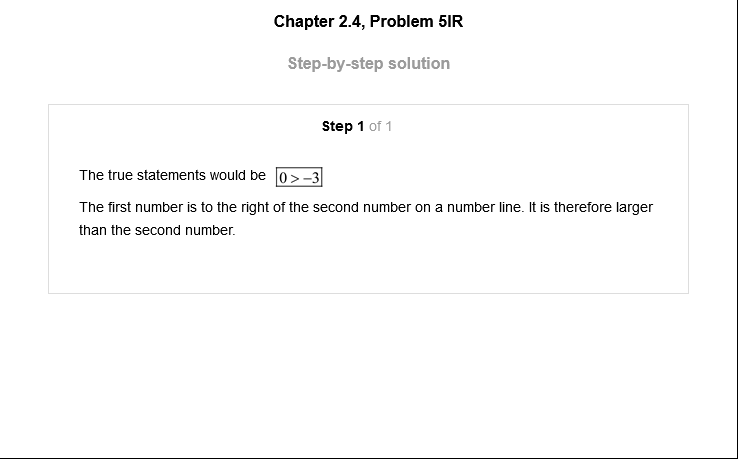 Chapter 2.4, Problem 5IR
Step-by-step solution
Step 1 of 1
The true statements would be 0 > −3
The first number is to the right of the second number on a number line. It is therefore larger
than the second number.